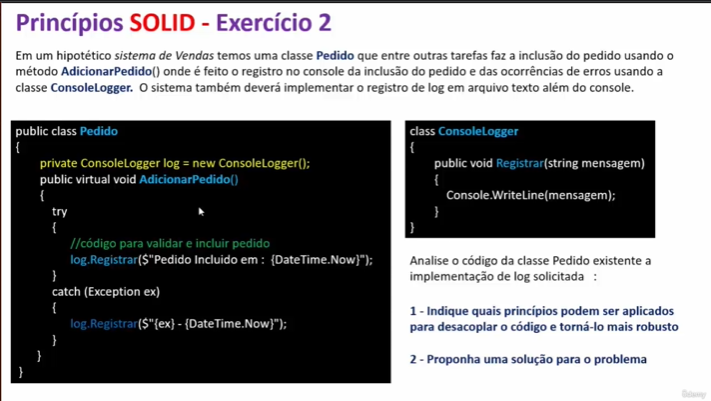 Princípios SOLID - Exercício 2
Em um hipotético sistema de Vendas temos uma classe Pedido que entre outras tarefas faz a inclusão do pedido usando o
método AdicionarPedido() onde é feito o registro no console da inclusão do pedido e das ocorrências de erros usando a
classe ConsoleLogger. O sistema também deverá implementar o registro de log em arquivo texto além do console.
public class Pedido
{
private ConsoleLogger log = new ConsoleLogger();
public virtual void AdicionarPedido()
{
try
{
//código para validar e incluir pedido
log.Registrar($"Pedido Incluido em : {DateTime.Now}");
}
catch (Exception ex)
{
log.Registrar($"{ex} - {DateTime.Now}");
}
}
}
class ConsoleLogger
{
public void Registrar(string mensagem)
{
Console.WriteLine(mensagem);
}
}
Analise o código da classe Pedido existente a
implementação de log solicitada :
1 - Indique quais princípios podem ser aplicados
para desacoplar o código e torná-lo mais robusto
2 - Proponha uma solução para o problema
Udemy